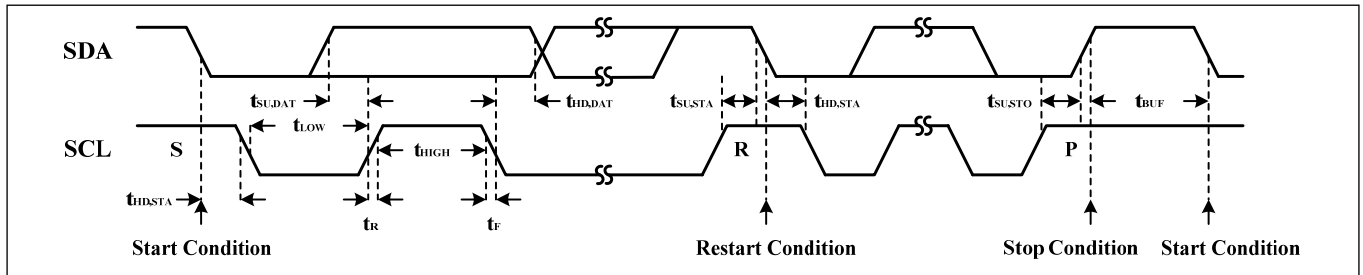 SDA
tSU,DAT tHD,DAT tSU,STA tHD,STA tSU,STO tBUF
tLOW
SCL S tHIGH R P
tHD,STA
tR tF
Start Condition Restart Condition Stop Condition Start Condition